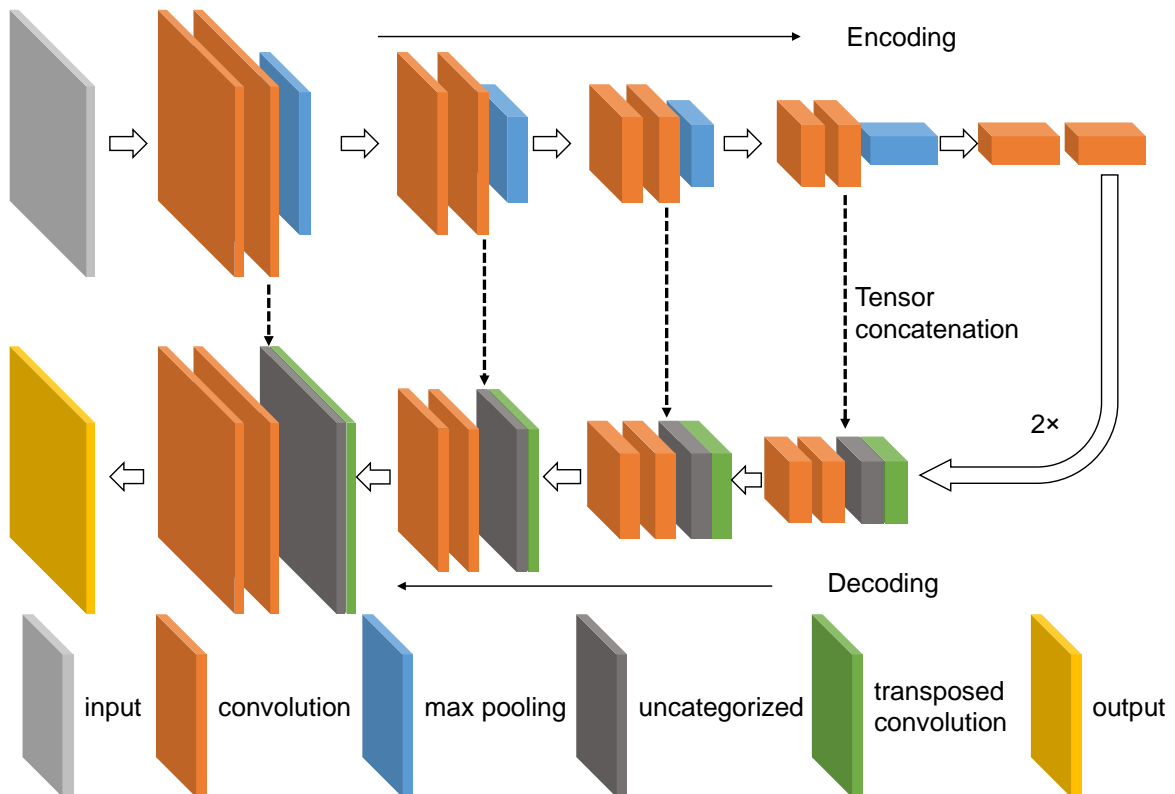 Encoding
Tensor
concatenation
2×
Decoding
input
convolution
max pooling
uncategorized
transposed
convolution
output